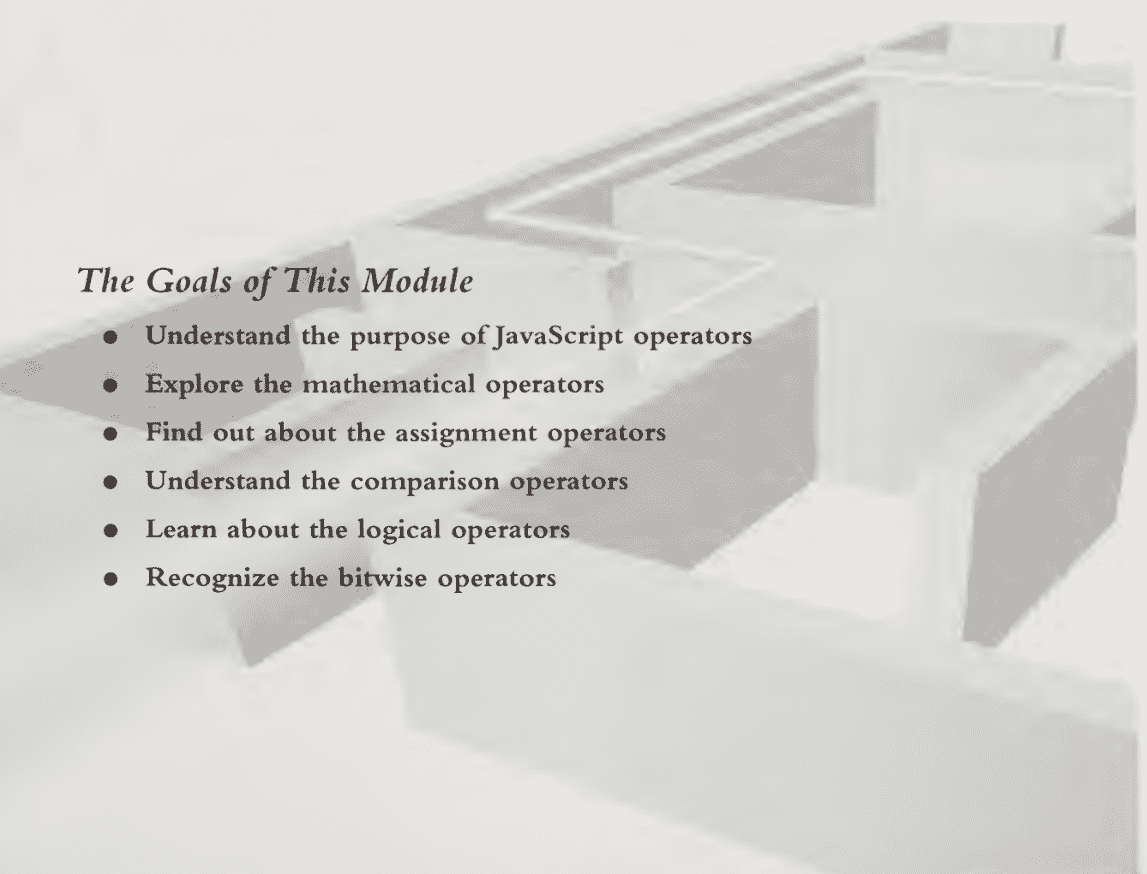 The Goals of This Module
● Understand the purpose of JavaScript operators
● Explore the mathematical operators
● Find out about the assignment operators
● Understand the comparison operators
● Learn about the logical operators
● Recognize the bitwise operators